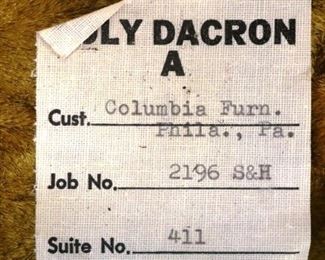 OLY DACRON
A
Cust. Columbia Furn.
Phila., Pa.
Job No. 2196 S&H
Suite No. 411